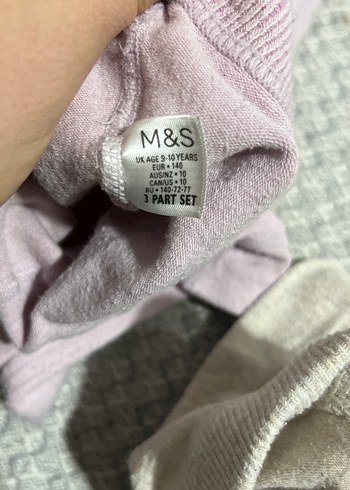 M&S
UK AGE 9-10 YEARS
EUR • 140
AUS/NZ • 10
CAN/US • 10
RU • 140-72-77
3 PART SET